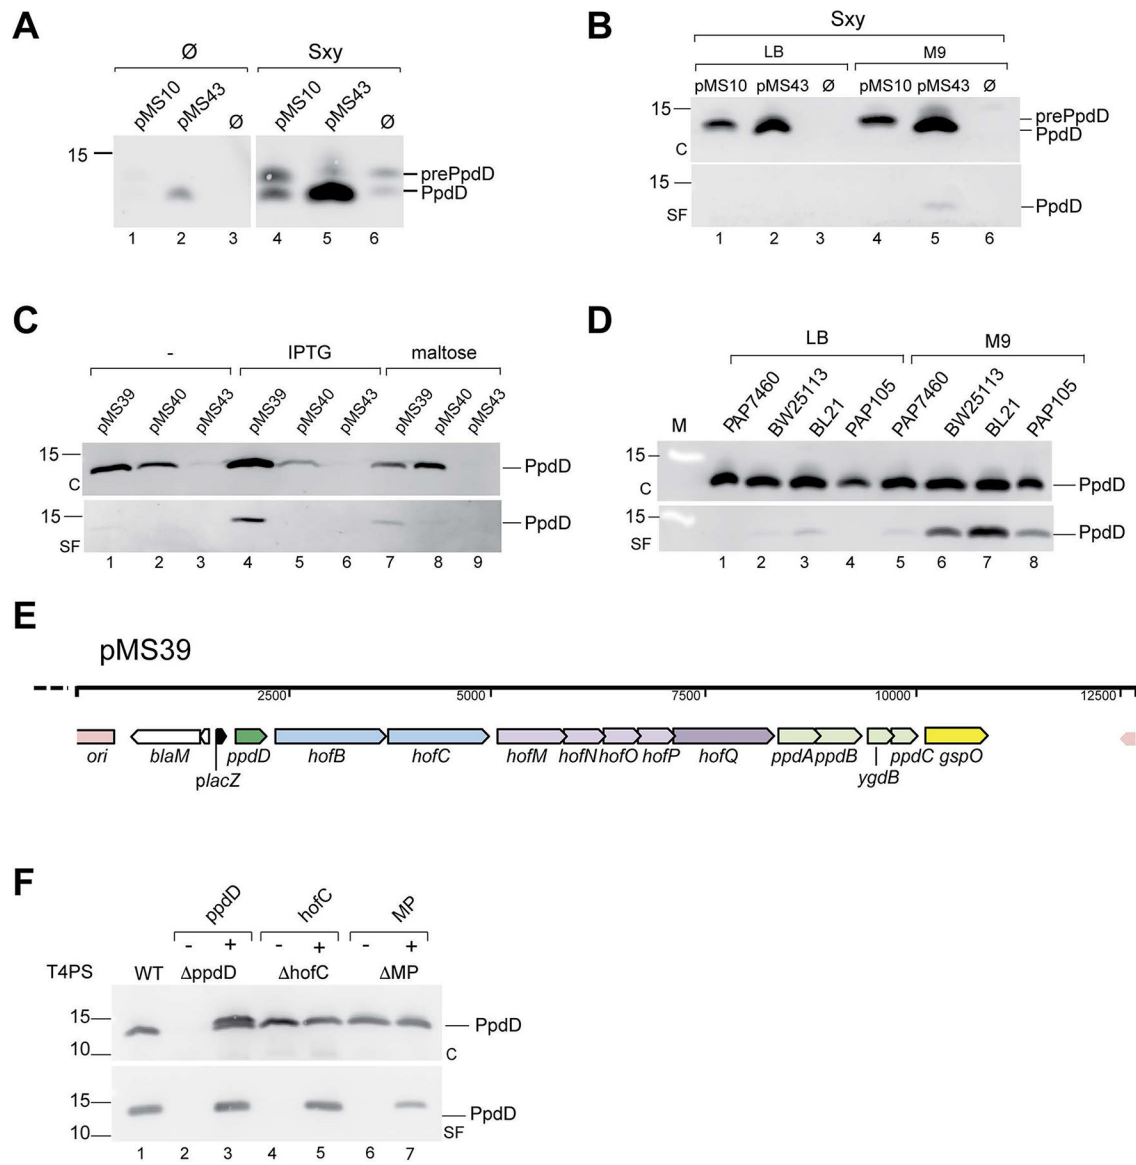 A
Ø Sxy
pMS10 pMS43 Ø pMS10 pMS43 Ø
15
prePpdD
PpdD
1 2 3 4 5 6
B
Sxy
LB M9
pMS10 pMS43 Ø pMS10 pMS43 Ø
15
prePpdD
PpdD
C
15
PpdD
SF
1 2 3 4 5 6
C
- IPTG maltose
pMS39 pMS40 pMS43 pMS39 pMS40 pMS43 pMS39 pMS40 pMS43
15
PpdD
C
15
PpdD
SF
1 2 3 4 5 6 7 8 9
D
LB M9
M PAP7460 BW25113 BL21 PAP105 PAP7460 BW25113 BL21 PAP105
15
C
PpdD
15
PpdD
SF
1 2 3 4 5 6 7 8
E
pMS39
2500 5000 7500 10000 12500
ori blaM ppdD hofB hofC hofM hofN hofO hofP hofQ ppdA ppdB ppdC gspO
placZ ygdB
F
ppdD hofC MP
- + - + - +
T4PS WT ΔppdD ΔhofC ΔMP
15
PpdD
10
C
15
PpdD
10
SF
1 2 3 4 5 6 7